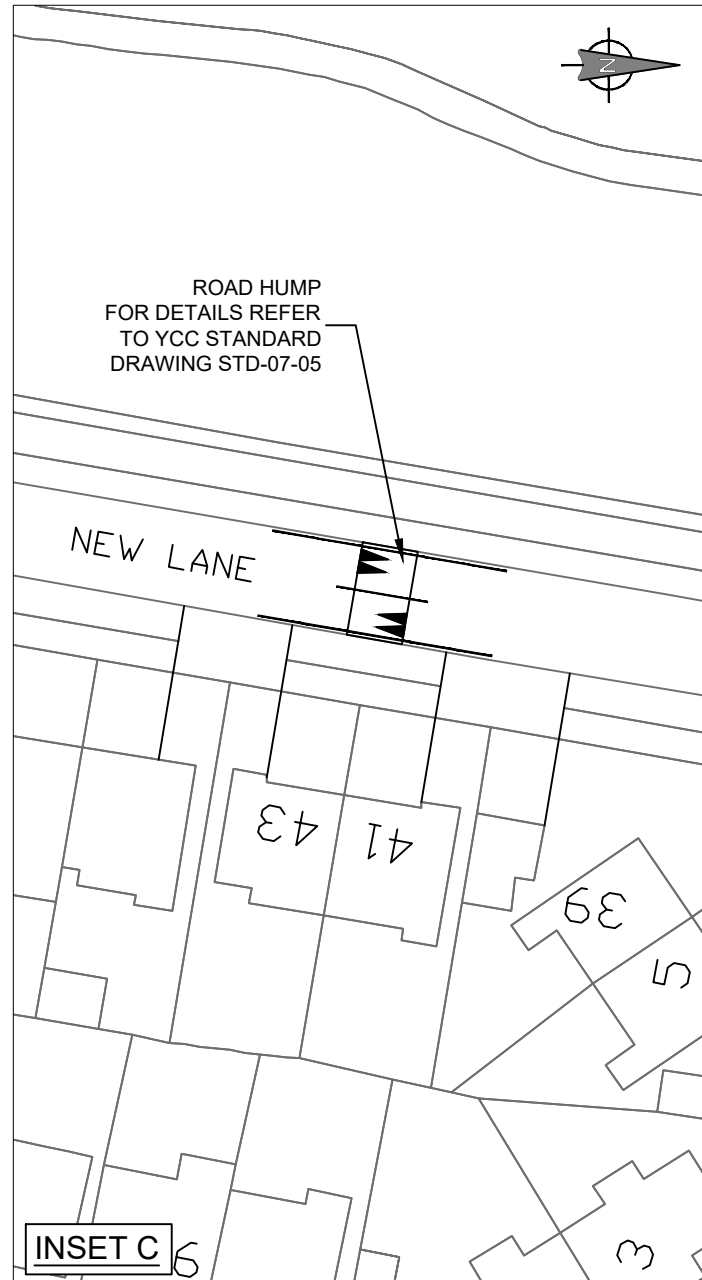 N
ROAD HUMP
FOR DETAILS REFER
TO YCC STANDARD
DRAWING STD-07-05
NEW LANE
43
41
39
5
3
9
INSET C